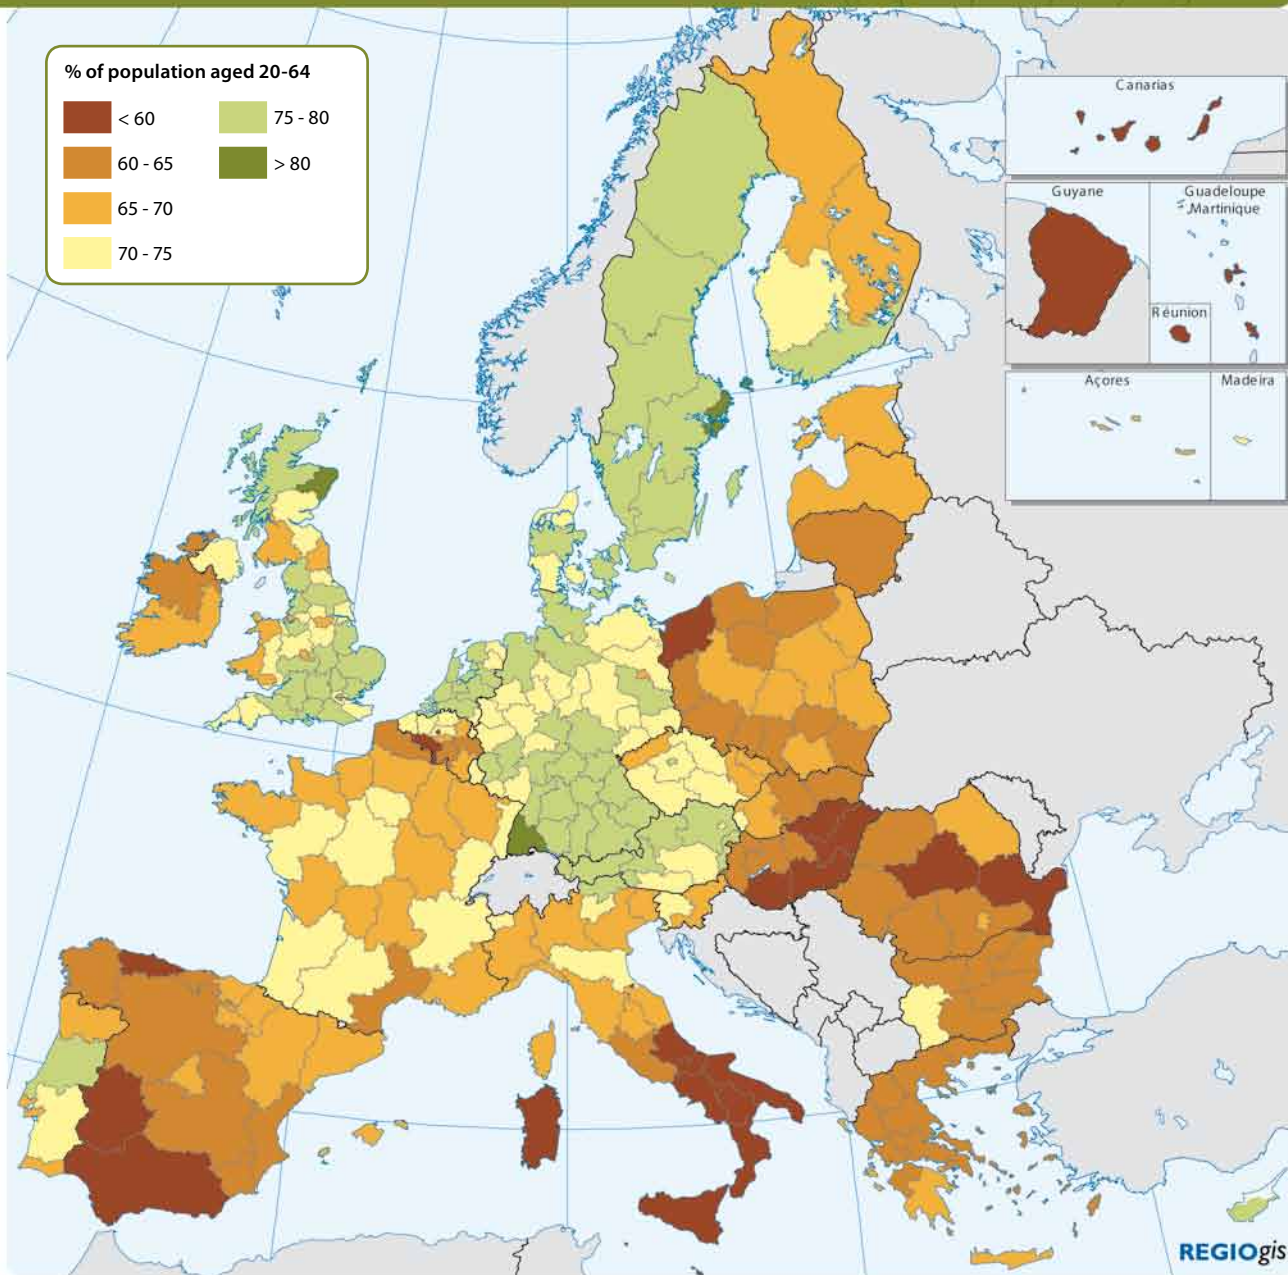 % of population aged 20-64
< 60
60 - 65
65 - 70
70 - 75
75 - 80
> 80
Canarias
Guyane
Guadeloupe
Martinique
Réunion
Açores
Madeira
REGIOgis